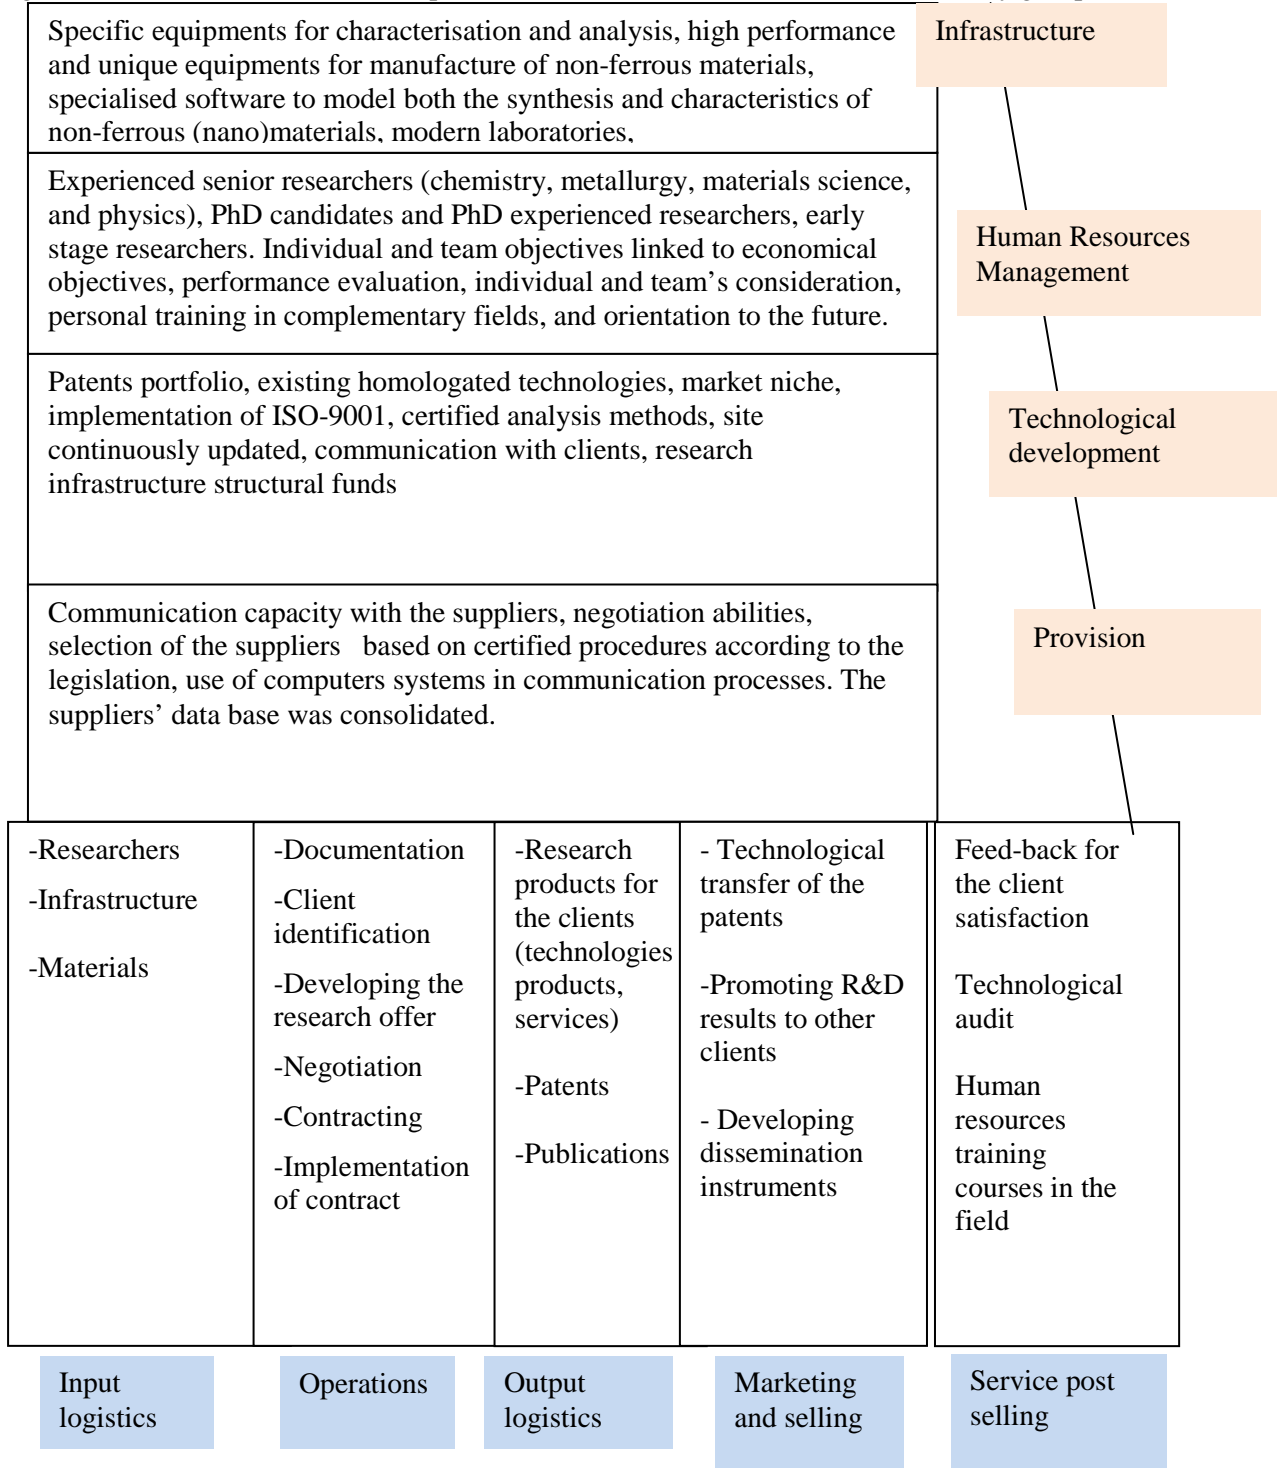 Specific equipments for characterisation and analysis, high performance
and unique equipments for manufacture of non-ferrous materials,
specialised software to model both the synthesis and characteristics of
non-ferrous (nano)materials, modern laboratories,
Infrastructure
Experienced senior researchers (chemistry, metallurgy, materials science,
and physics), PhD candidates and PhD experienced researchers, early
stage researchers. Individual and team objectives linked to economical
objectives, performance evaluation, individual and team’s consideration,
personal training in complementary fields, and orientation to the future.
Human Resources
Management
Patents portfolio, existing homologated technologies, market niche,
implementation of ISO-9001, certified analysis methods, site
continuously updated, communication with clients, research
infrastructure structural funds
Technological
development
Communication capacity with the suppliers, negotiation abilities,
selection of the suppliers   based on certified procedures according to the
legislation, use of computers systems in communication processes. The
suppliers’ data base was consolidated.
Provision
-Researchers
-Infrastructure
-Materials
-Documentation
-Client
identification
-Developing the
research offer
-Negotiation
-Contracting
-Implementation
of contract
-Research
products for
the clients
(technologies
products,
services)
-Patents
-Publications
- Technological
transfer of the
patents
-Promoting R&D
results to other
clients
- Developing
dissemination
instruments
Feed-back for
the client
satisfaction
Technological
audit
Human
resources
training
courses in the
field
Input
logistics
Operations
Output
logistics
Marketing
and selling
Service post
selling